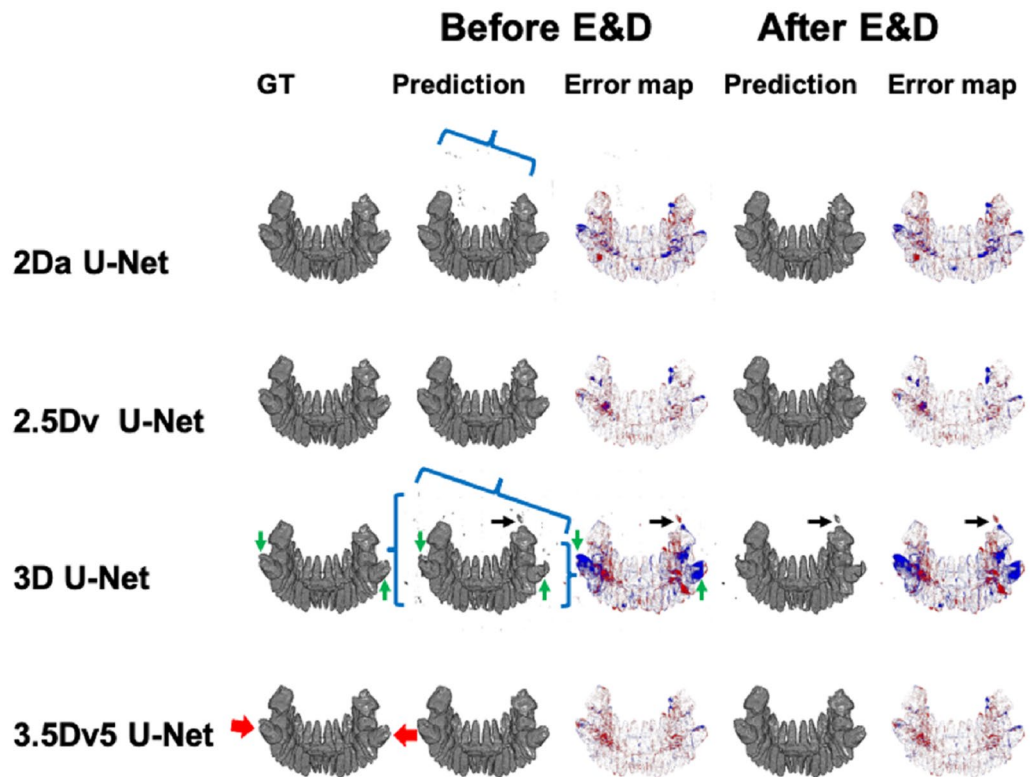 Before E&D After E&D
GT Prediction Error map Prediction Error map
2Da U-Net
2.5Dv U-Net
3D U-Net
3.5Dv5 U-Net